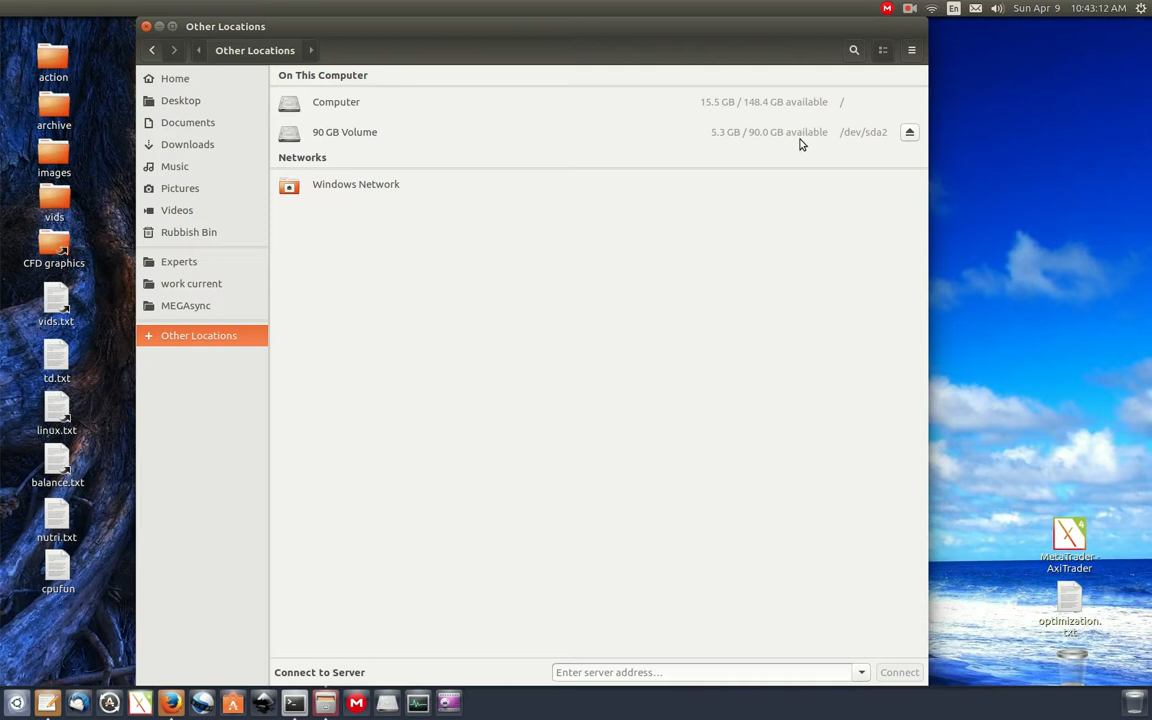 Other Locations
En
Sun Apr 9
10:43:12 AM
Other Locations
On This Computer
Computer
15.5 GB / 148.4 GB available
/
90 GB Volume
5.3 GB / 90.0 GB available
/dev/sda2
Networks
Windows Network
Home
Desktop
Documents
Downloads
Music
Pictures
Videos
Rubbish Bin
Experts
work current
MEGAsync
Other Locations
action
archive
images
vids
CFD graphics
vids.txt
td.txt
linux.txt
balance.txt
nutri.txt
cpufun
4
MetaTrader -
AxiTrader
optimization.
txt
Connect to Server
Enter server address...
Connect